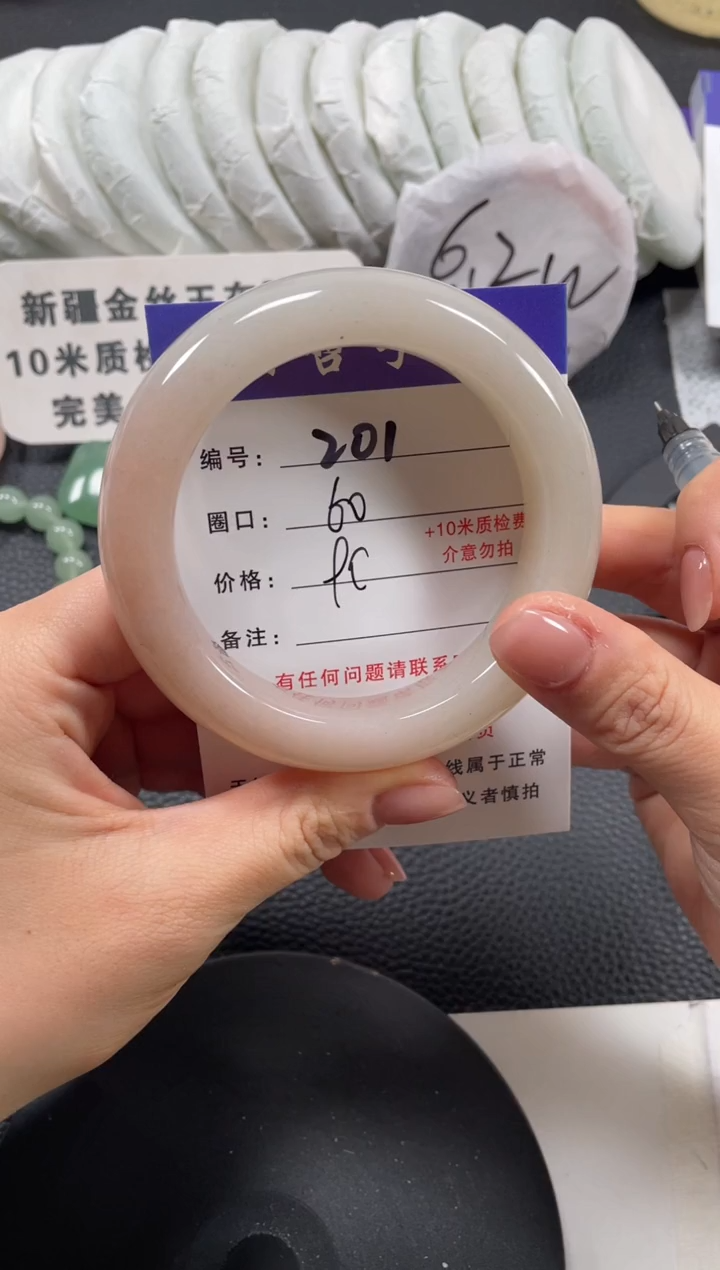 6.2W
新疆金丝玉
10米质检
完美
编号: 201
圈口: 60
+10米质检费
介意勿拍
价格:
备注:
有任何问题请联系
线属于正常
义者慎拍